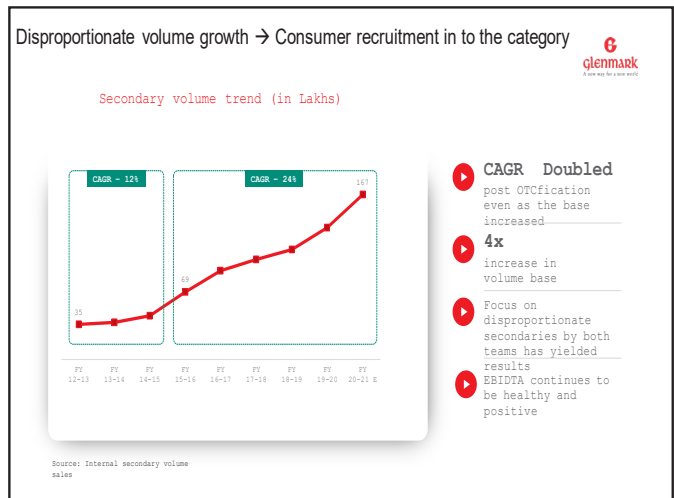 Disproportionate volume growth → Consumer recruitment in to the category
glenmark
A new way for a new world
Secondary volume trend (in Lakhs)
CAGR – 12%
CAGR – 24%
35
69
167
FY 12-13
FY 13-14
FY 14-15
FY 15-16
FY 16-17
FY 17-18
FY 18-19
FY 19-20
FY 20-21 E
CAGR Doubled
post OTCfication
even as the base
increased
4x
increase in
volume base
Focus on
disproportionate
secondaries by both
teams has yielded
results
EBIDTA continues to
be healthy and
positive
Source: Internal secondary volume
sales